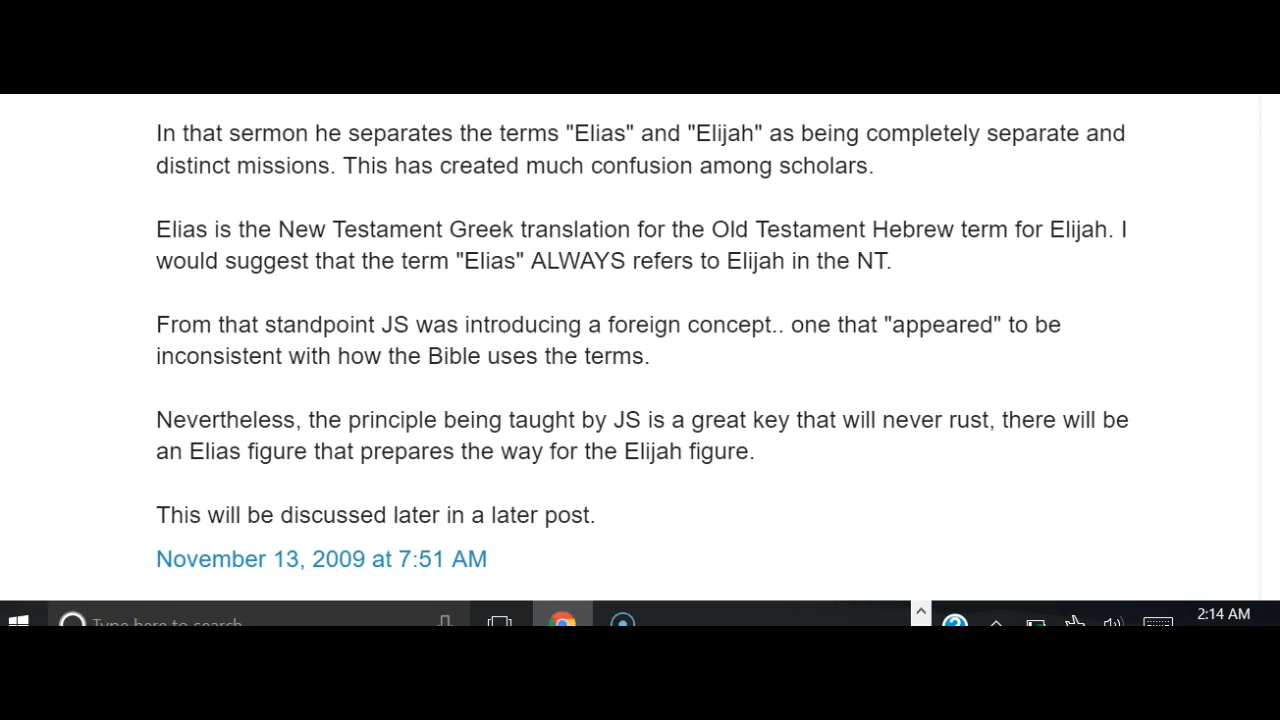 In that sermon he separates the terms "Elias" and "Elijah" as being completely separate and
distinct missions. This has created much confusion among scholars.
Elias is the New Testament Greek translation for the Old Testament Hebrew term for Elijah. I
would suggest that the term "Elias" ALWAYS refers to Elijah in the NT.
From that standpoint JS was introducing a foreign concept.. one that "appeared" to be
inconsistent with how the Bible uses the terms.
Nevertheless, the principle being taught by JS is a great key that will never rust, there will be
an Elias figure that prepares the way for the Elijah figure.
This will be discussed later in a later post.
November 13, 2009 at 7:51 AM
Type here to search
2:14 AM